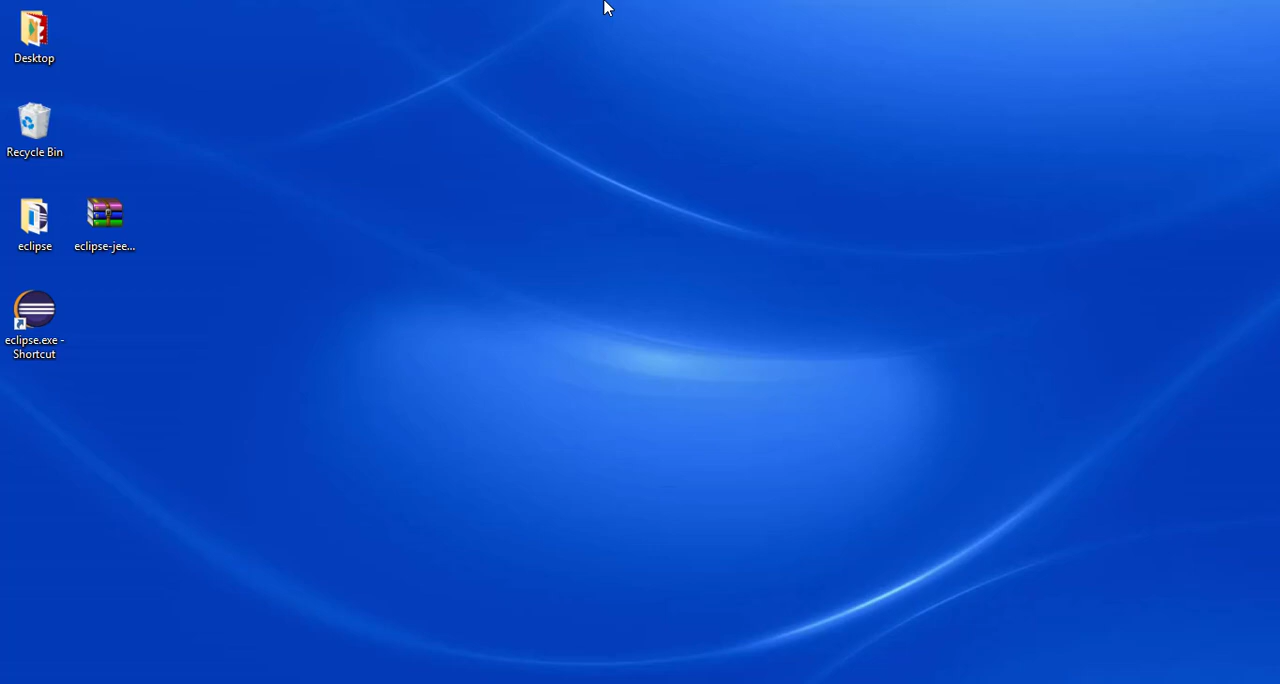 Desktop
Recycle Bin
eclipse
eclipse-jee...
eclipse.exe -
Shortcut